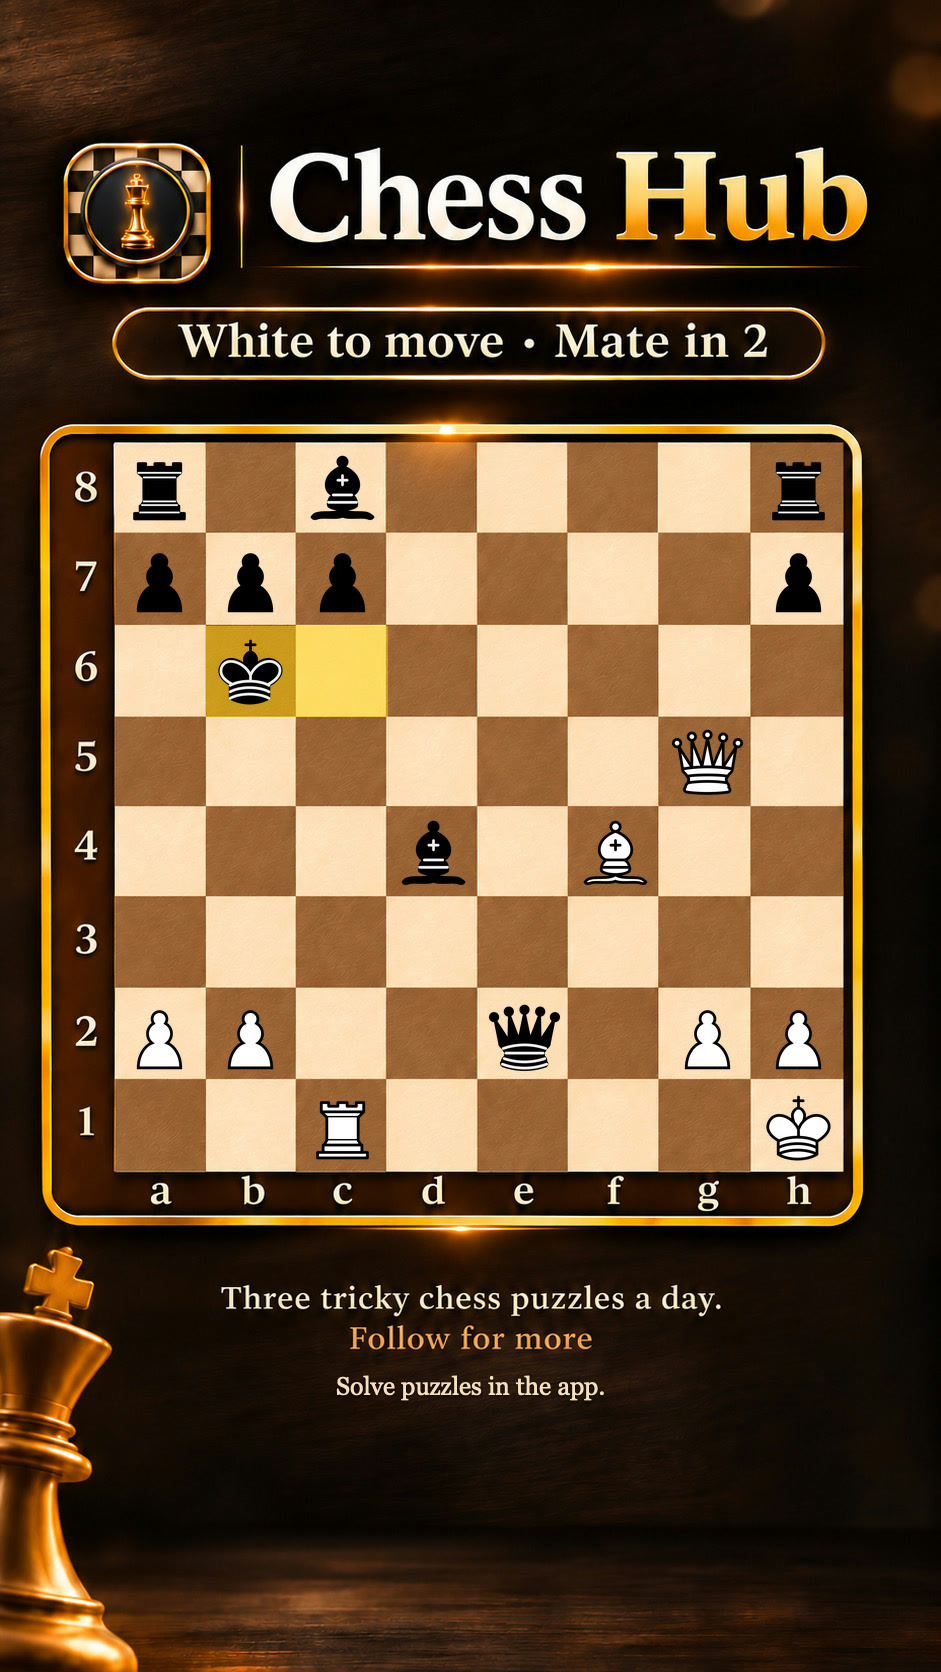 Chess Hub
White to move • Mate in 2
8
7
6
5
4
3
2
1
a b c d e f g h
Three tricky chess puzzles a day.
Follow for more
Solve puzzles in the app.